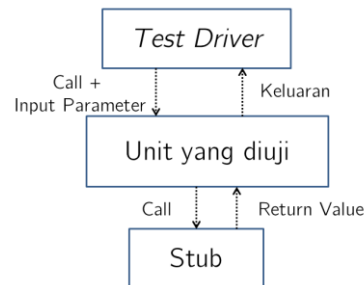 Test Driver
Call +
Input Parameter
Keluaran
Unit yang diuji
Call
Return Value
Stub